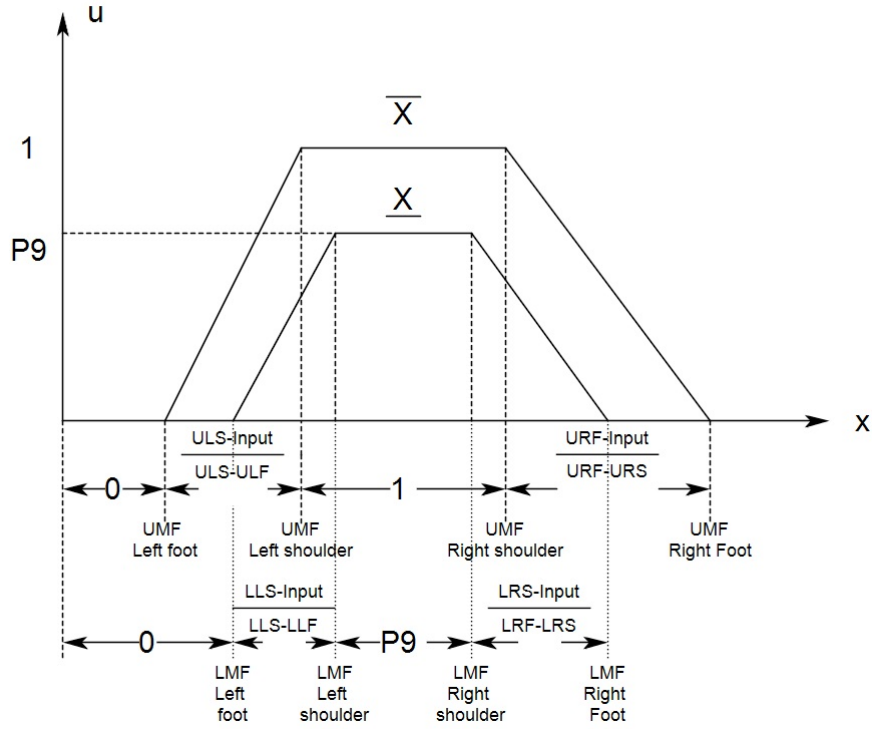 u
X
1
X
P9
x
ULS-Input
ULS-ULF
URF-Input
URF-URS
0
1
UMF
Left foot
UMF
Left shoulder
UMF
Right shoulder
UMF
Right Foot
LLS-Input
LLS-LLF
LRS-Input
LRF-LRS
0
P9
LMF
Left
foot
LMF
Left
shoulder
LMF
Right
shoulder
LMF
Right
Foot